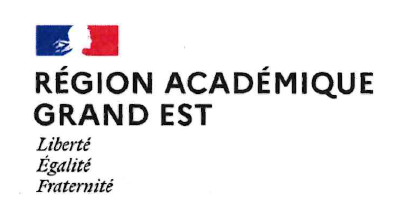 RÉGION ACADÉMIQUE
GRAND EST
Liberté
Égalité
Fraternité